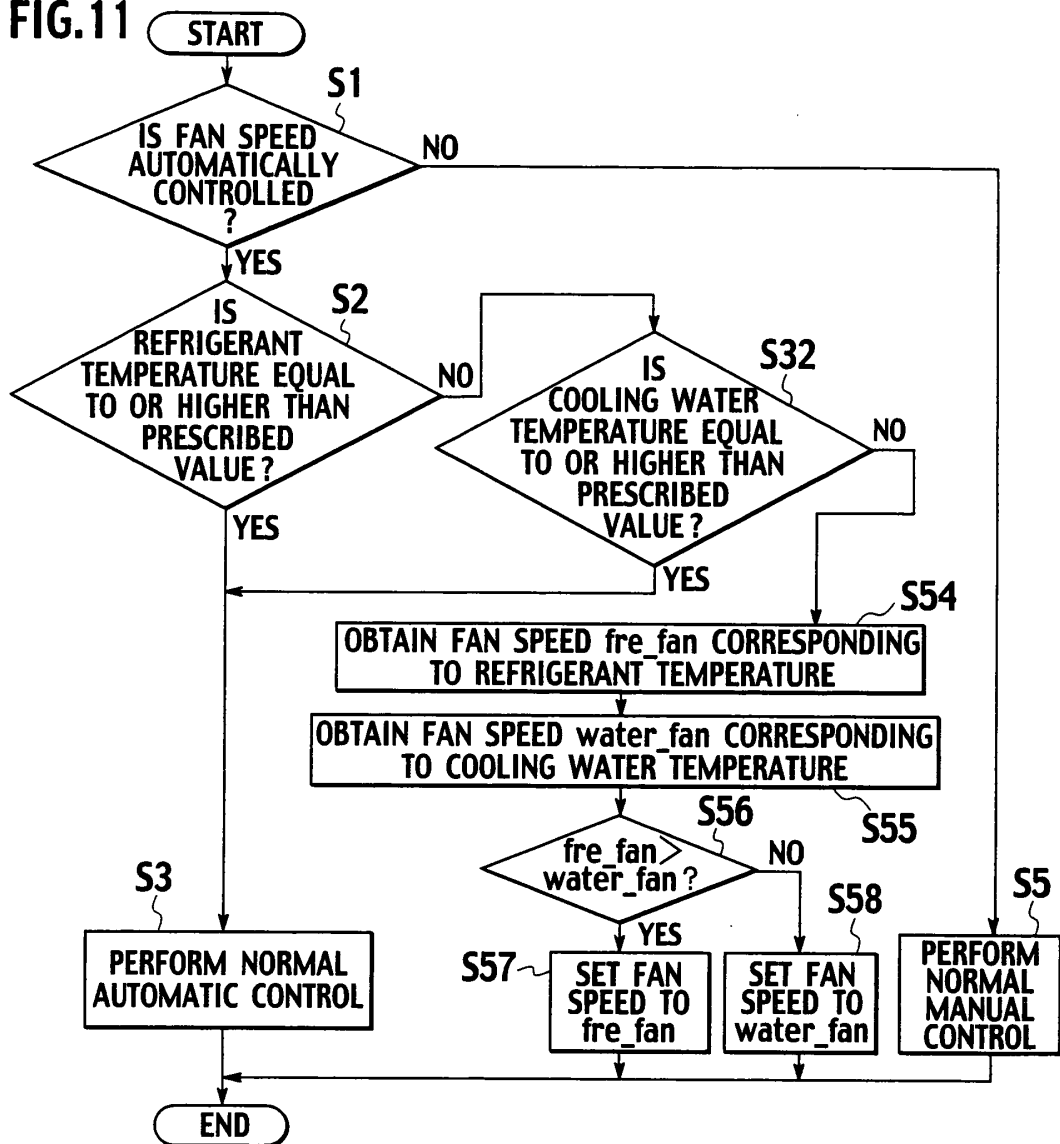 FIG.11
START
S1
IS FAN SPEED
AUTOMATICALLY
CONTROLLED
?
NO
YES
S2
IS
REFRIGERANT
TEMPERATURE EQUAL
TO OR HIGHER THAN
PRESCRIBED
VALUE?
NO
YES
S32
IS
COOLING WATER
TEMPERATURE EQUAL
TO OR HIGHER THAN
PRESCRIBED
VALUE?
NO
YES
S54
OBTAIN FAN SPEED fre_fan CORRESPONDING
TO REFRIGERANT TEMPERATURE
OBTAIN FAN SPEED water_fan CORRESPONDING
TO COOLING WATER TEMPERATURE
S55
S56
fre_fan>
water_fan?
NO
YES
S3
PERFORM NORMAL
AUTOMATIC CONTROL
S57
SET FAN
SPEED TO
fre_fan
S58
SET FAN
SPEED TO
water_fan
S5
PERFORM
NORMAL
MANUAL
CONTROL
END